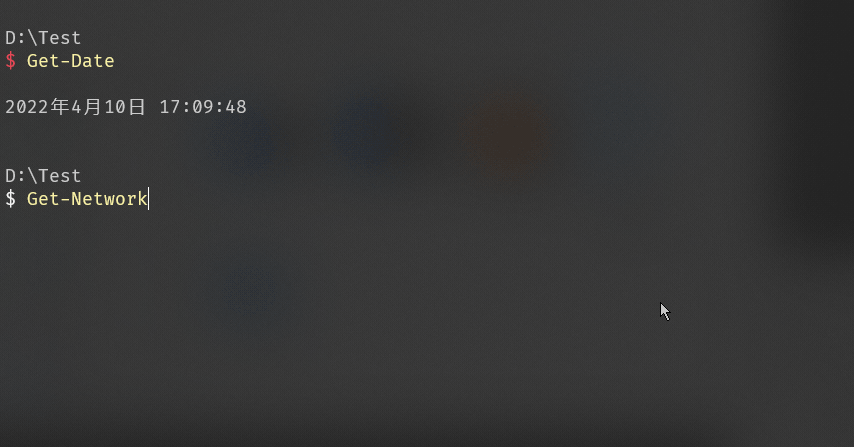 D:\Test
$ Get-Date
2022年4月10日 17:09:48
D:\Test
$ Get-Network